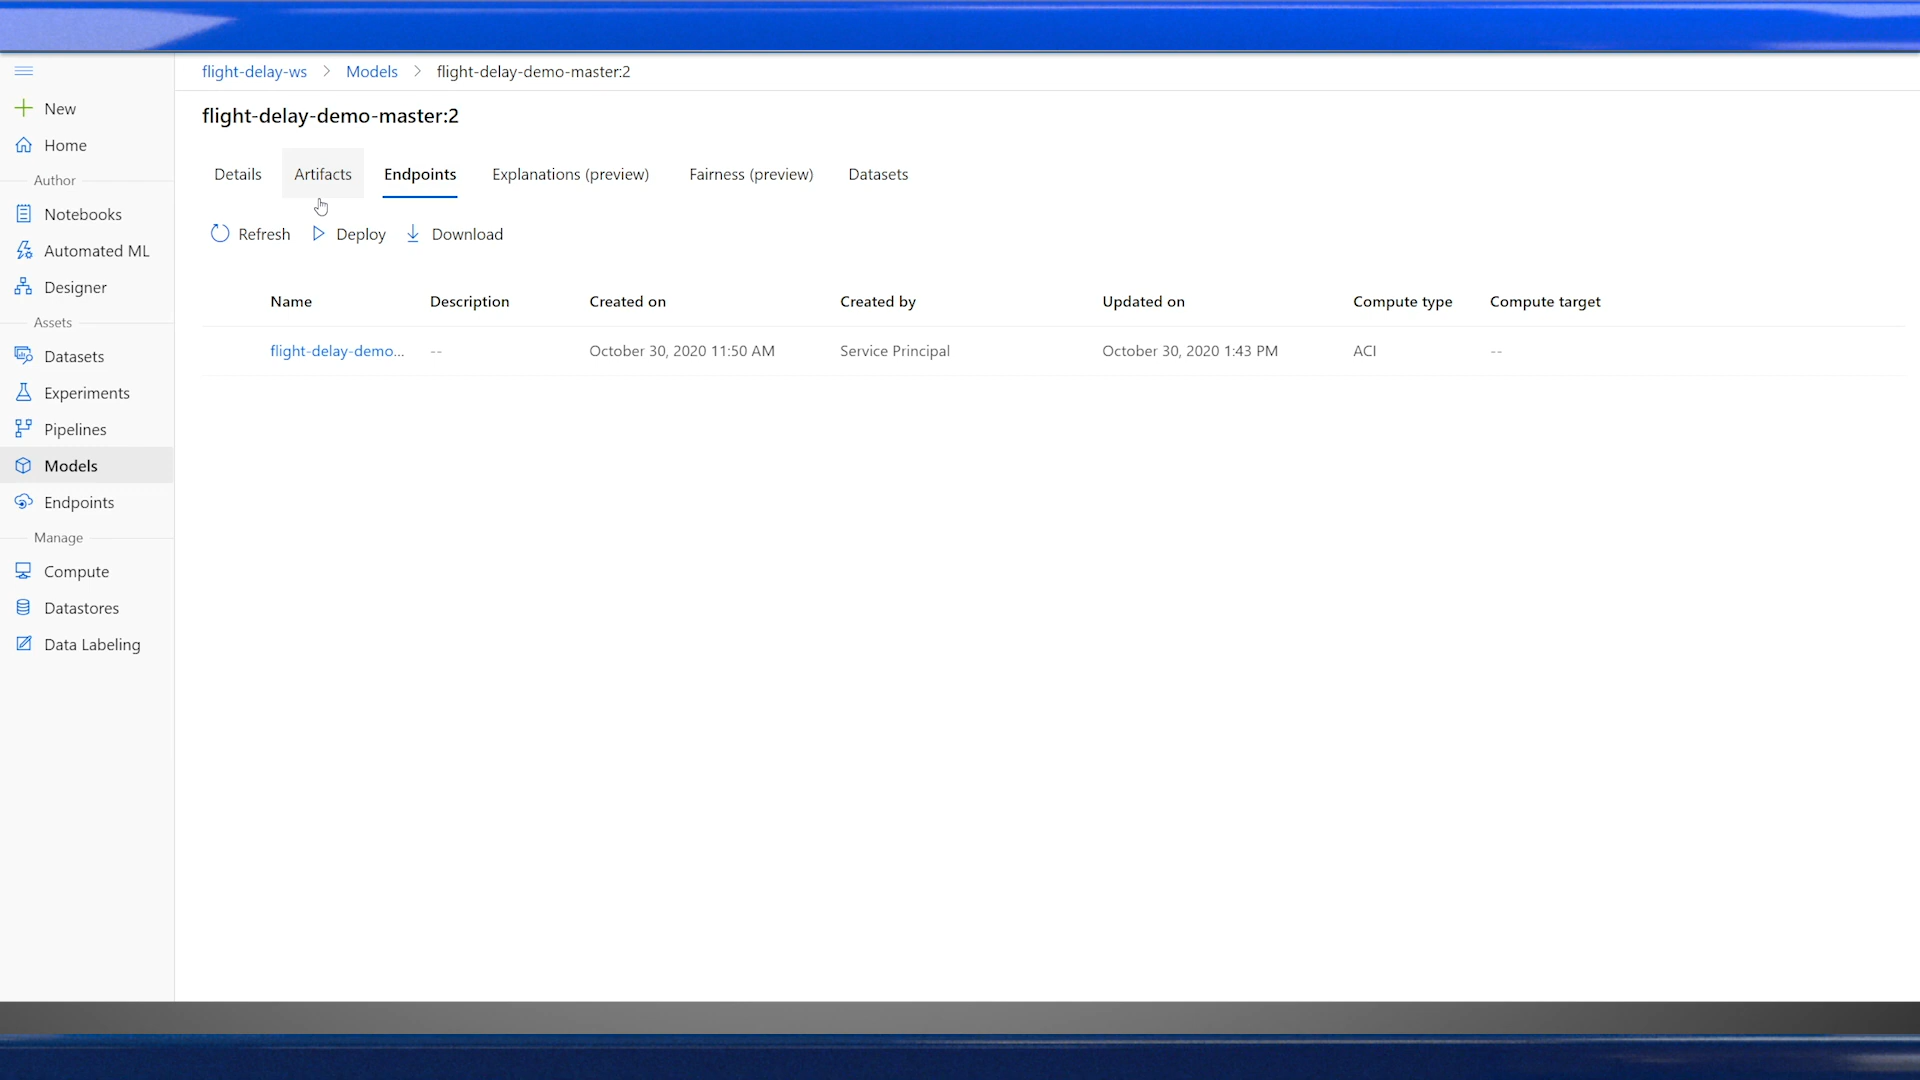 flight-delay-ws > Models > flight-delay-demo-master:2
New
Home
Author
Notebooks
Automated ML
Designer
Assets
Datasets
Experiments
Pipelines
Models
Endpoints
Manage
Compute
Datastores
Data Labeling
flight-delay-demo-master:2
Details Artifacts Endpoints Explanations (preview) Fairness (preview) Datasets
Refresh Deploy Download
Name Description Created on Created by Updated on Compute type Compute target
flight-delay-demo... -- October 30, 2020 11:50 AM Service Principal October 30, 2020 1:43 PM ACI --